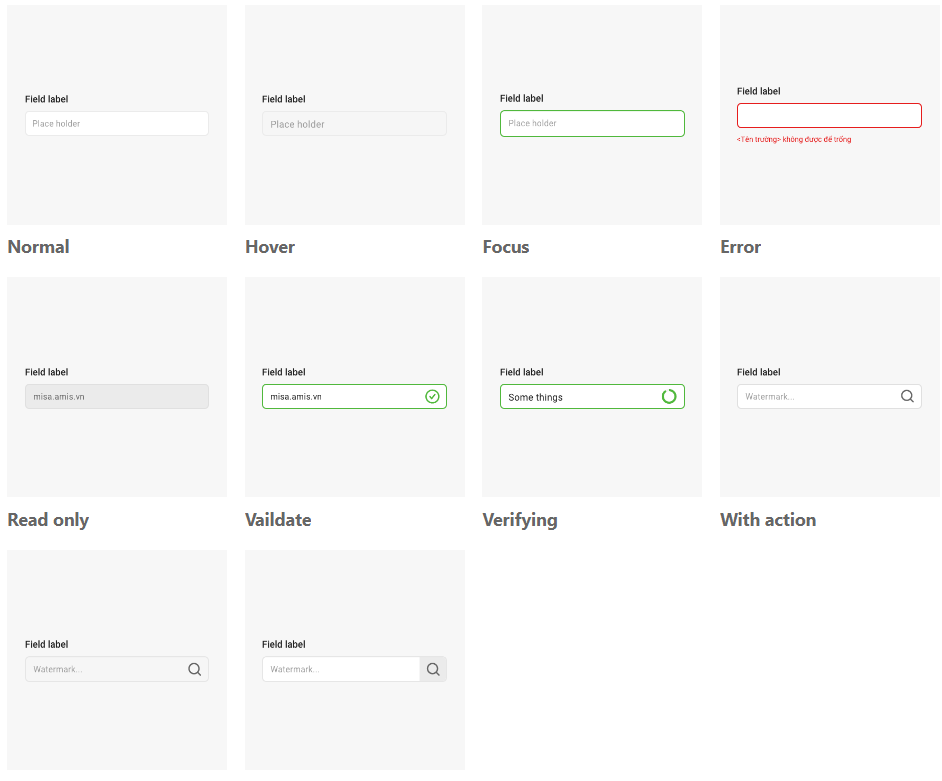 Field label
Place holder
Normal
Field label
Place holder
Hover
Field label
Place holder
Focus
Field label
<Tên trường> không được để trống
Error
Field label
misa.amis.vn
Read only
Field label
misa.amis.vn
Vaildate
Field label
Some things
Verifying
Field label
Watermark...
With action
Field label
Watermark...
Field label
Watermark...